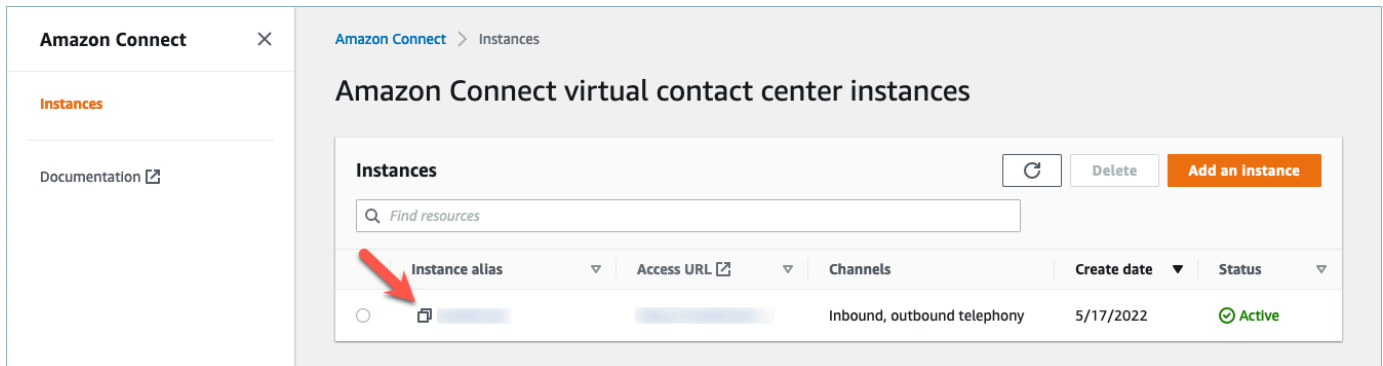 Amazon Connect
Instances
Documentation
Amazon Connect > Instances
Amazon Connect virtual contact center instances
Instances
Delete
Add an instance
Find resources
Instance alias Access URL Channels Create date Status
Inbound, outbound telephony 5/17/2022 Active